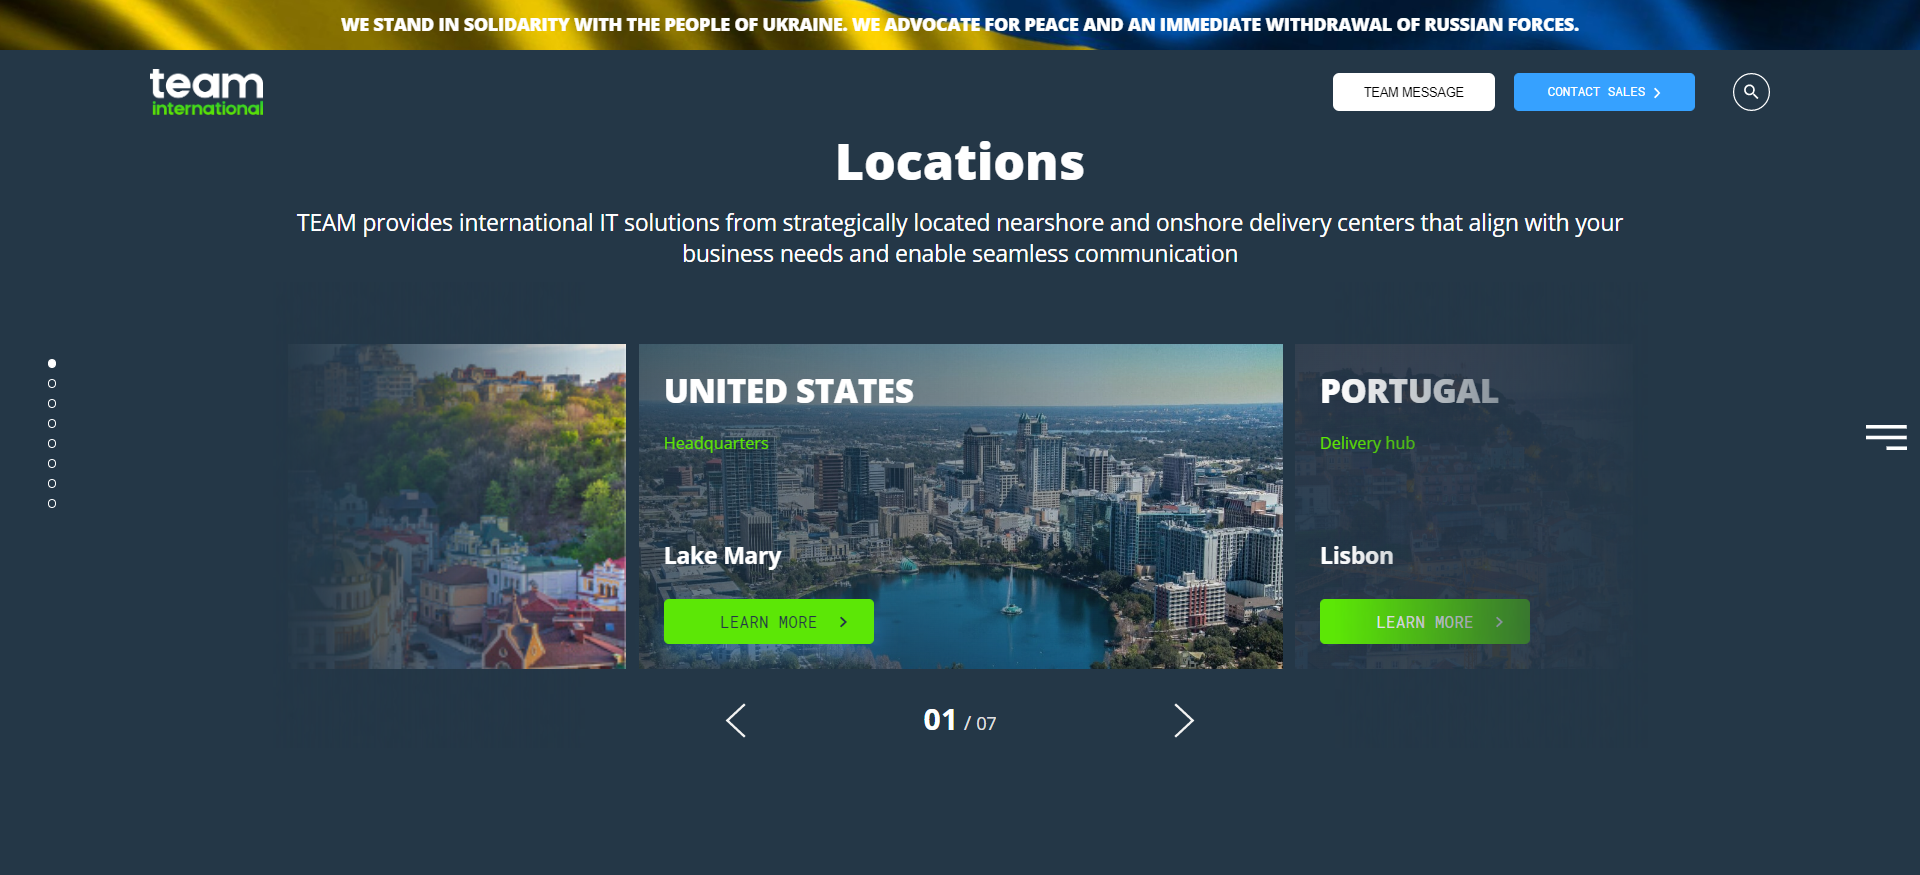 WE STAND IN SOLIDARITY WITH THE PEOPLE OF UKRAINE. WE ADVOCATE FOR PEACE AND AN IMMEDIATE WITHDRAWAL OF RUSSIAN FORCES.
team
international
TEAM MESSAGE
CONTACT SALES
Locations
TEAM provides international IT solutions from strategically located nearshore and onshore delivery centers that align with your
business needs and enable seamless communication
UNITED STATES
Headquarters
Lake Mary
LEARN MORE
PORTUGAL
Delivery hub
Lisbon
LEARN MORE
01 / 07